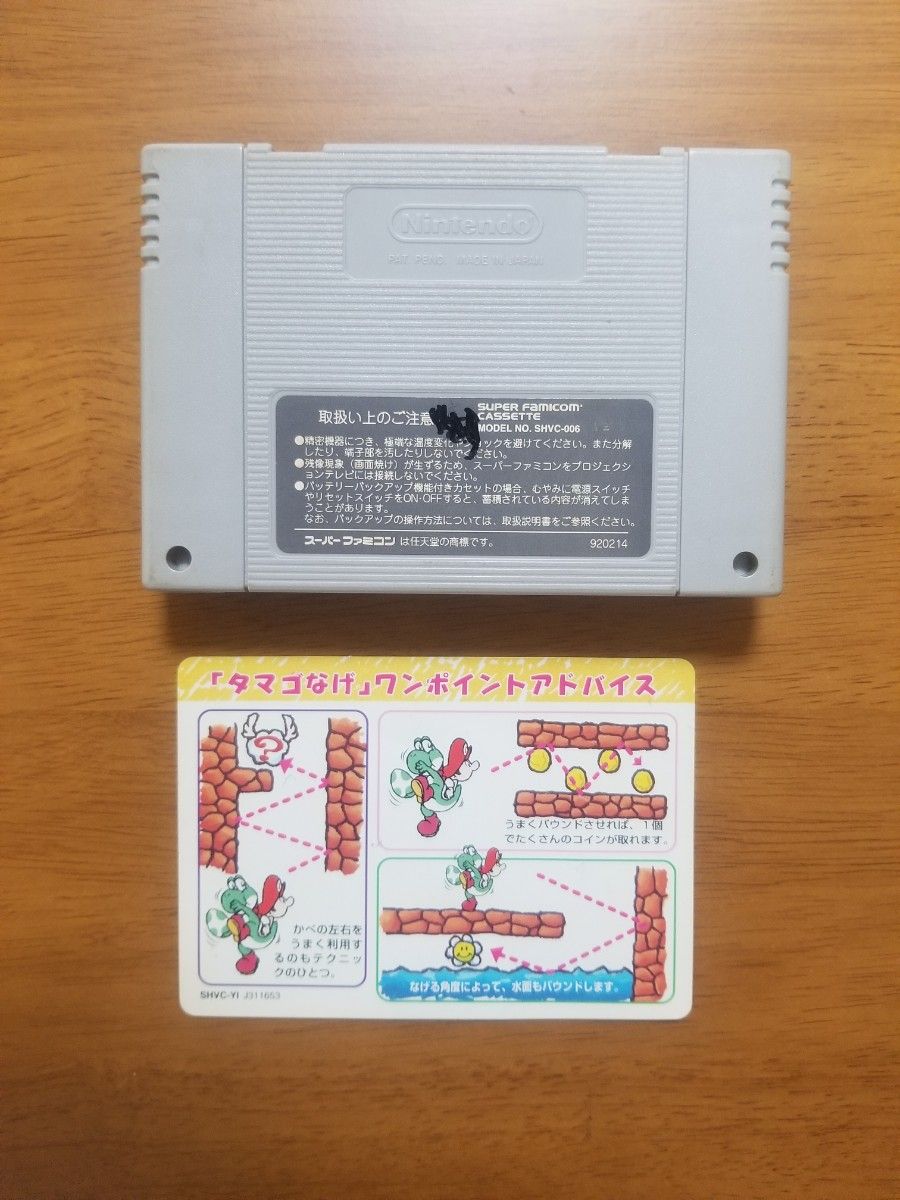 Nintendo
PAT. PEND. MADE IN JAPAN
取扱い上のご注意
SUPER FAMICOM
CASSETTE
MODEL NO. SHVC-006
●精密機器につき、極端な温度変化やショックを避けてください。また分解
したり、端子部を汚したりしないでください。
●残像現象（画面焼け）が生ずるため、スーパーファミコンをプロジェクシ
ョンテレビには接続しないでください。
●バッテリーバックアップ機能付きカセットの場合、むやみに電源スイッチ
やリセットスイッチをON・OFFすると、蓄積されている内容が消えてしま
うことがあります。
なお、バックアップの操作方法については、取扱説明書をご参照ください。
スーパーファミコンは任天堂の商標です。
920214
「タマゴなげ」ワンポイントアドバイス
?
かべの左右を
うまく利用す
るのもテクニッ
クのひとつ。
うまくバウンドさせれば、1個
でたくさんのコインが取れます。
なげる角度によって、水面もバウンドします。
SHVC-YI J311653